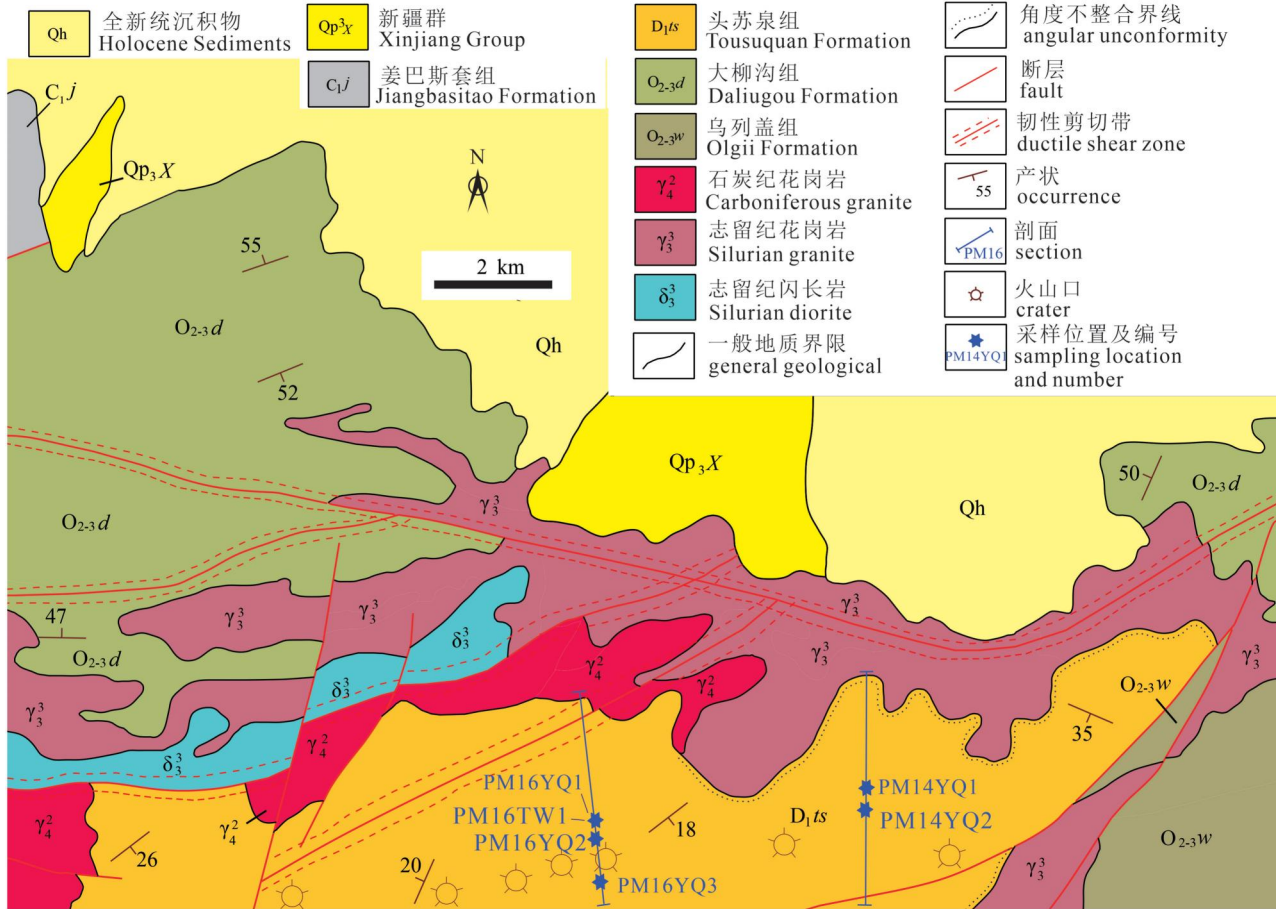 Qh
全新统沉积物
Holocene Sediments
Qp³X
新疆群
Xinjiang Group
C₁j
姜巴斯套组
Jiangbasitao Formation
D₁ts
头苏泉组
Tousuquan Formation
O₂₋₃d
大柳沟组
Daliugou Formation
O₂₋₃w
乌列盖组
Olgii Formation
γ₄²
石炭纪花岗岩
Carboniferous granite
γ₃³
志留纪花岗岩
Silurian granite
δ₃³
志留纪闪长岩
Silurian diorite
一般地质界限
general geological
角度不整合界线
angular unconformity
断层
fault
韧性剪切带
ductile shear zone
55
产状
occurrence
PM16
剖面
section
火山口
crater
PM14YQ1
采样位置及编号
sampling location
and number
C₁j
Qp₃X
N
2 km
55
O₂₋₃d
Qh
52
Qp₃X
50
O₂₋₃d
Qh
γ₃³
O₂₋₃d
γ₃³
47
γ₃³
γ₃³
δ₃³
O₂₋₃d
γ₄²
γ₃³
γ₃³
δ₃³
γ₄²
O₂₋₃w
γ₃³
35
γ₄²
δ₃³
PM16YQ1
PM14YQ1
PM16TW1
PM14YQ2
γ₄²
γ₄²
26
PM16YQ2
18
D₁ts
O₂₋₃w
20
PM16YQ3
γ₃³